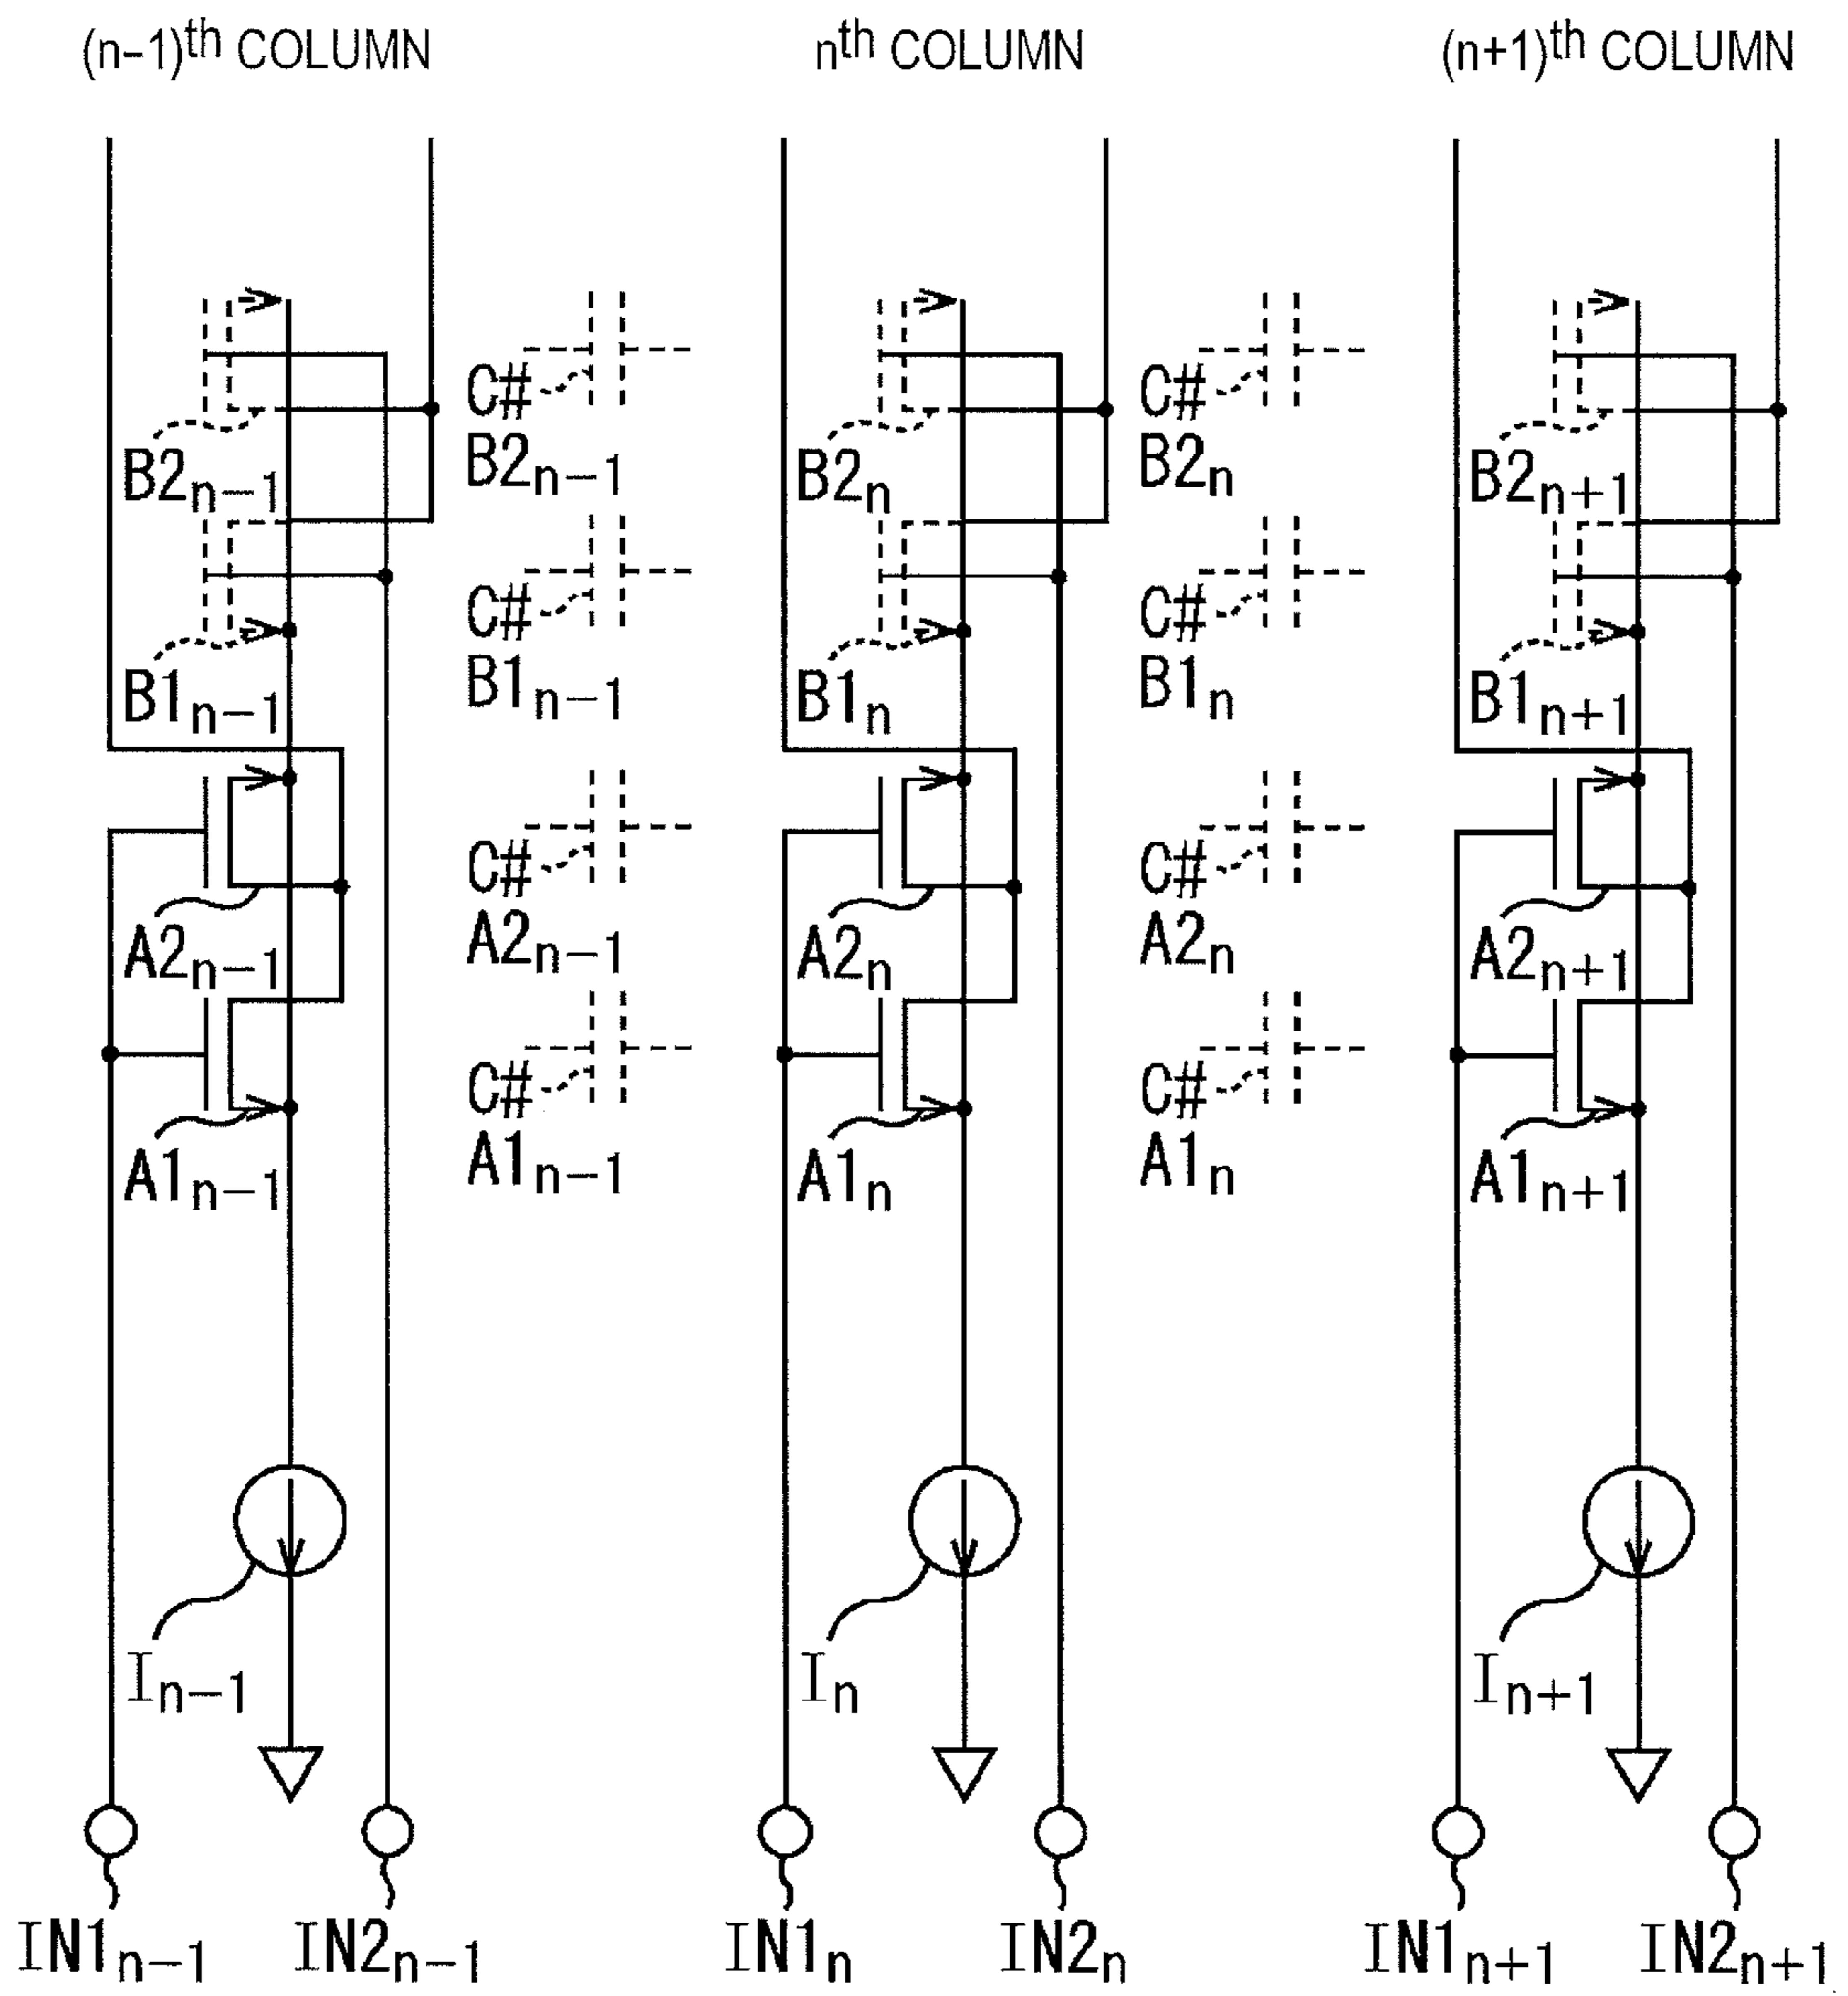 (n-1)th COLUMN nth COLUMN (n+1)th COLUMN
C# C#
B2n-1 B2n-1 B2n B2n B2n+1
C# C#
B1n-1 B1n-1 B1n B1n B1n+1
C# C#
A2n-1 A2n-1 A2n A2n A2n+1
C# C#
A1n-1 A1n-1 A1n A1n A1n+1
In-1 In In+1
IN1n-1 IN2n-1 IN1n IN2n IN1n+1 IN2n+1